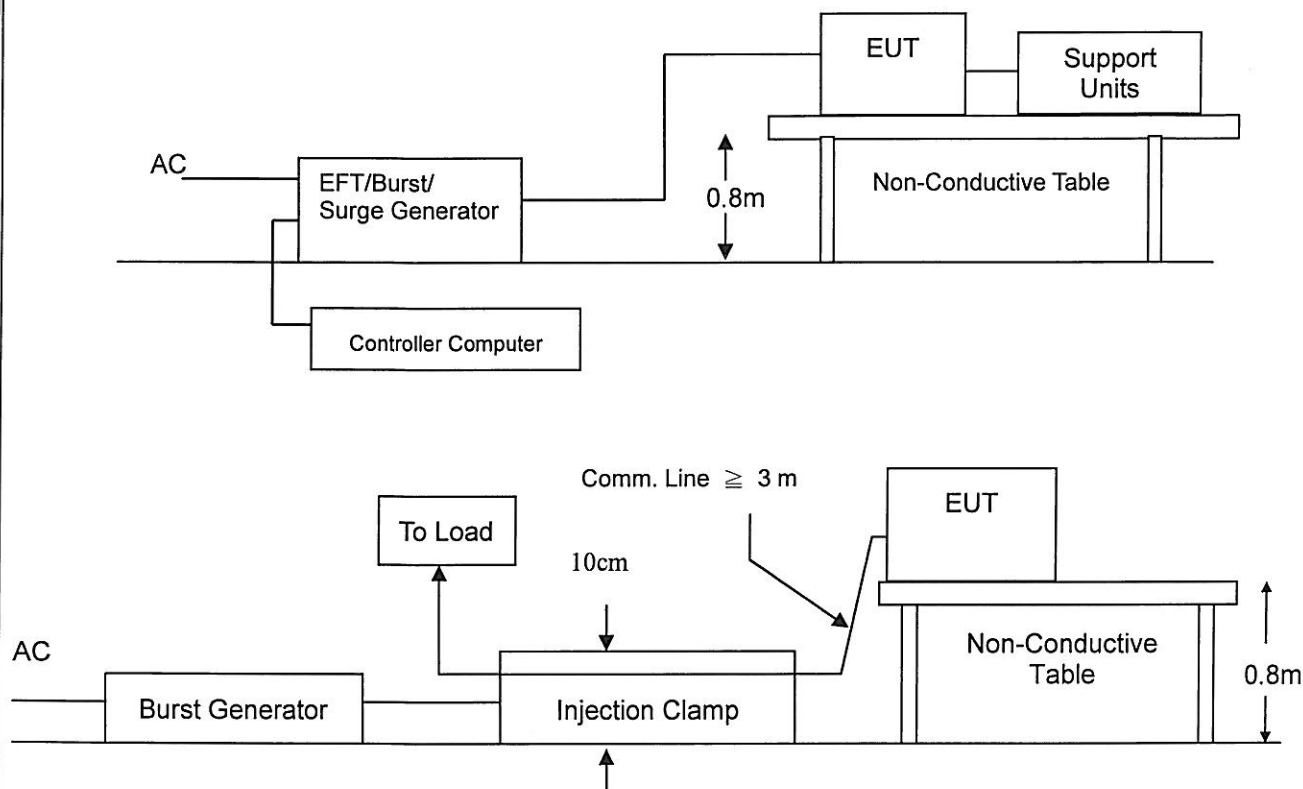 EUT
Support
Units
AC
EFT/Burst/
Surge Generator
0.8m
Non-Conductive Table
Controller Computer
Comm. Line ≧ 3 m
EUT
To Load
10cm
AC
Non-Conductive
Table
0.8m
Burst Generator
Injection Clamp